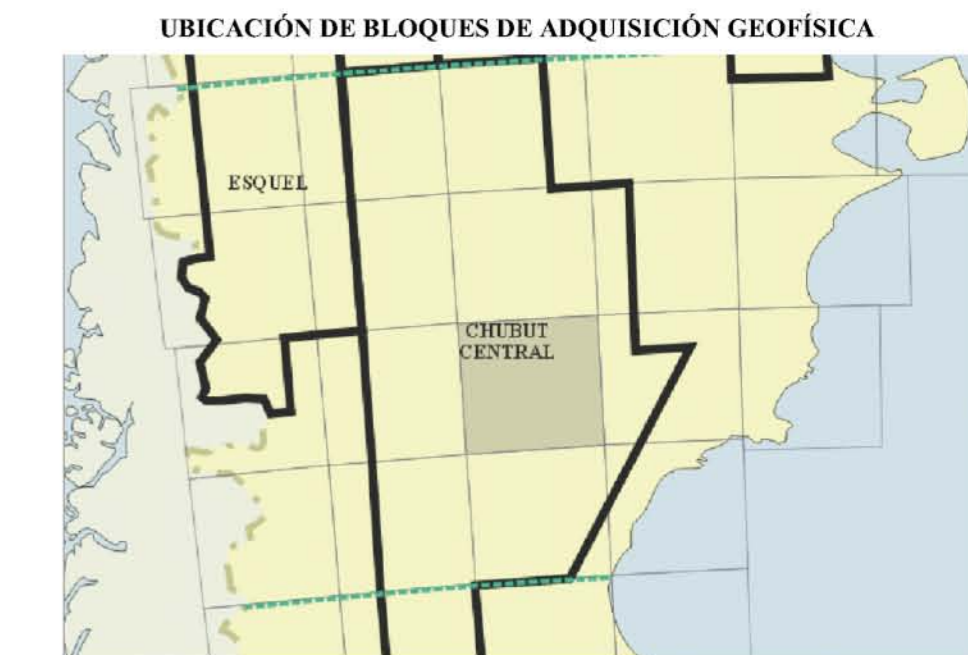 UBICACIÓN DE BLOQUES DE ADQUISICIÓN GEOFÍSICA
ESQUEL
CHUBUT
CENTRAL